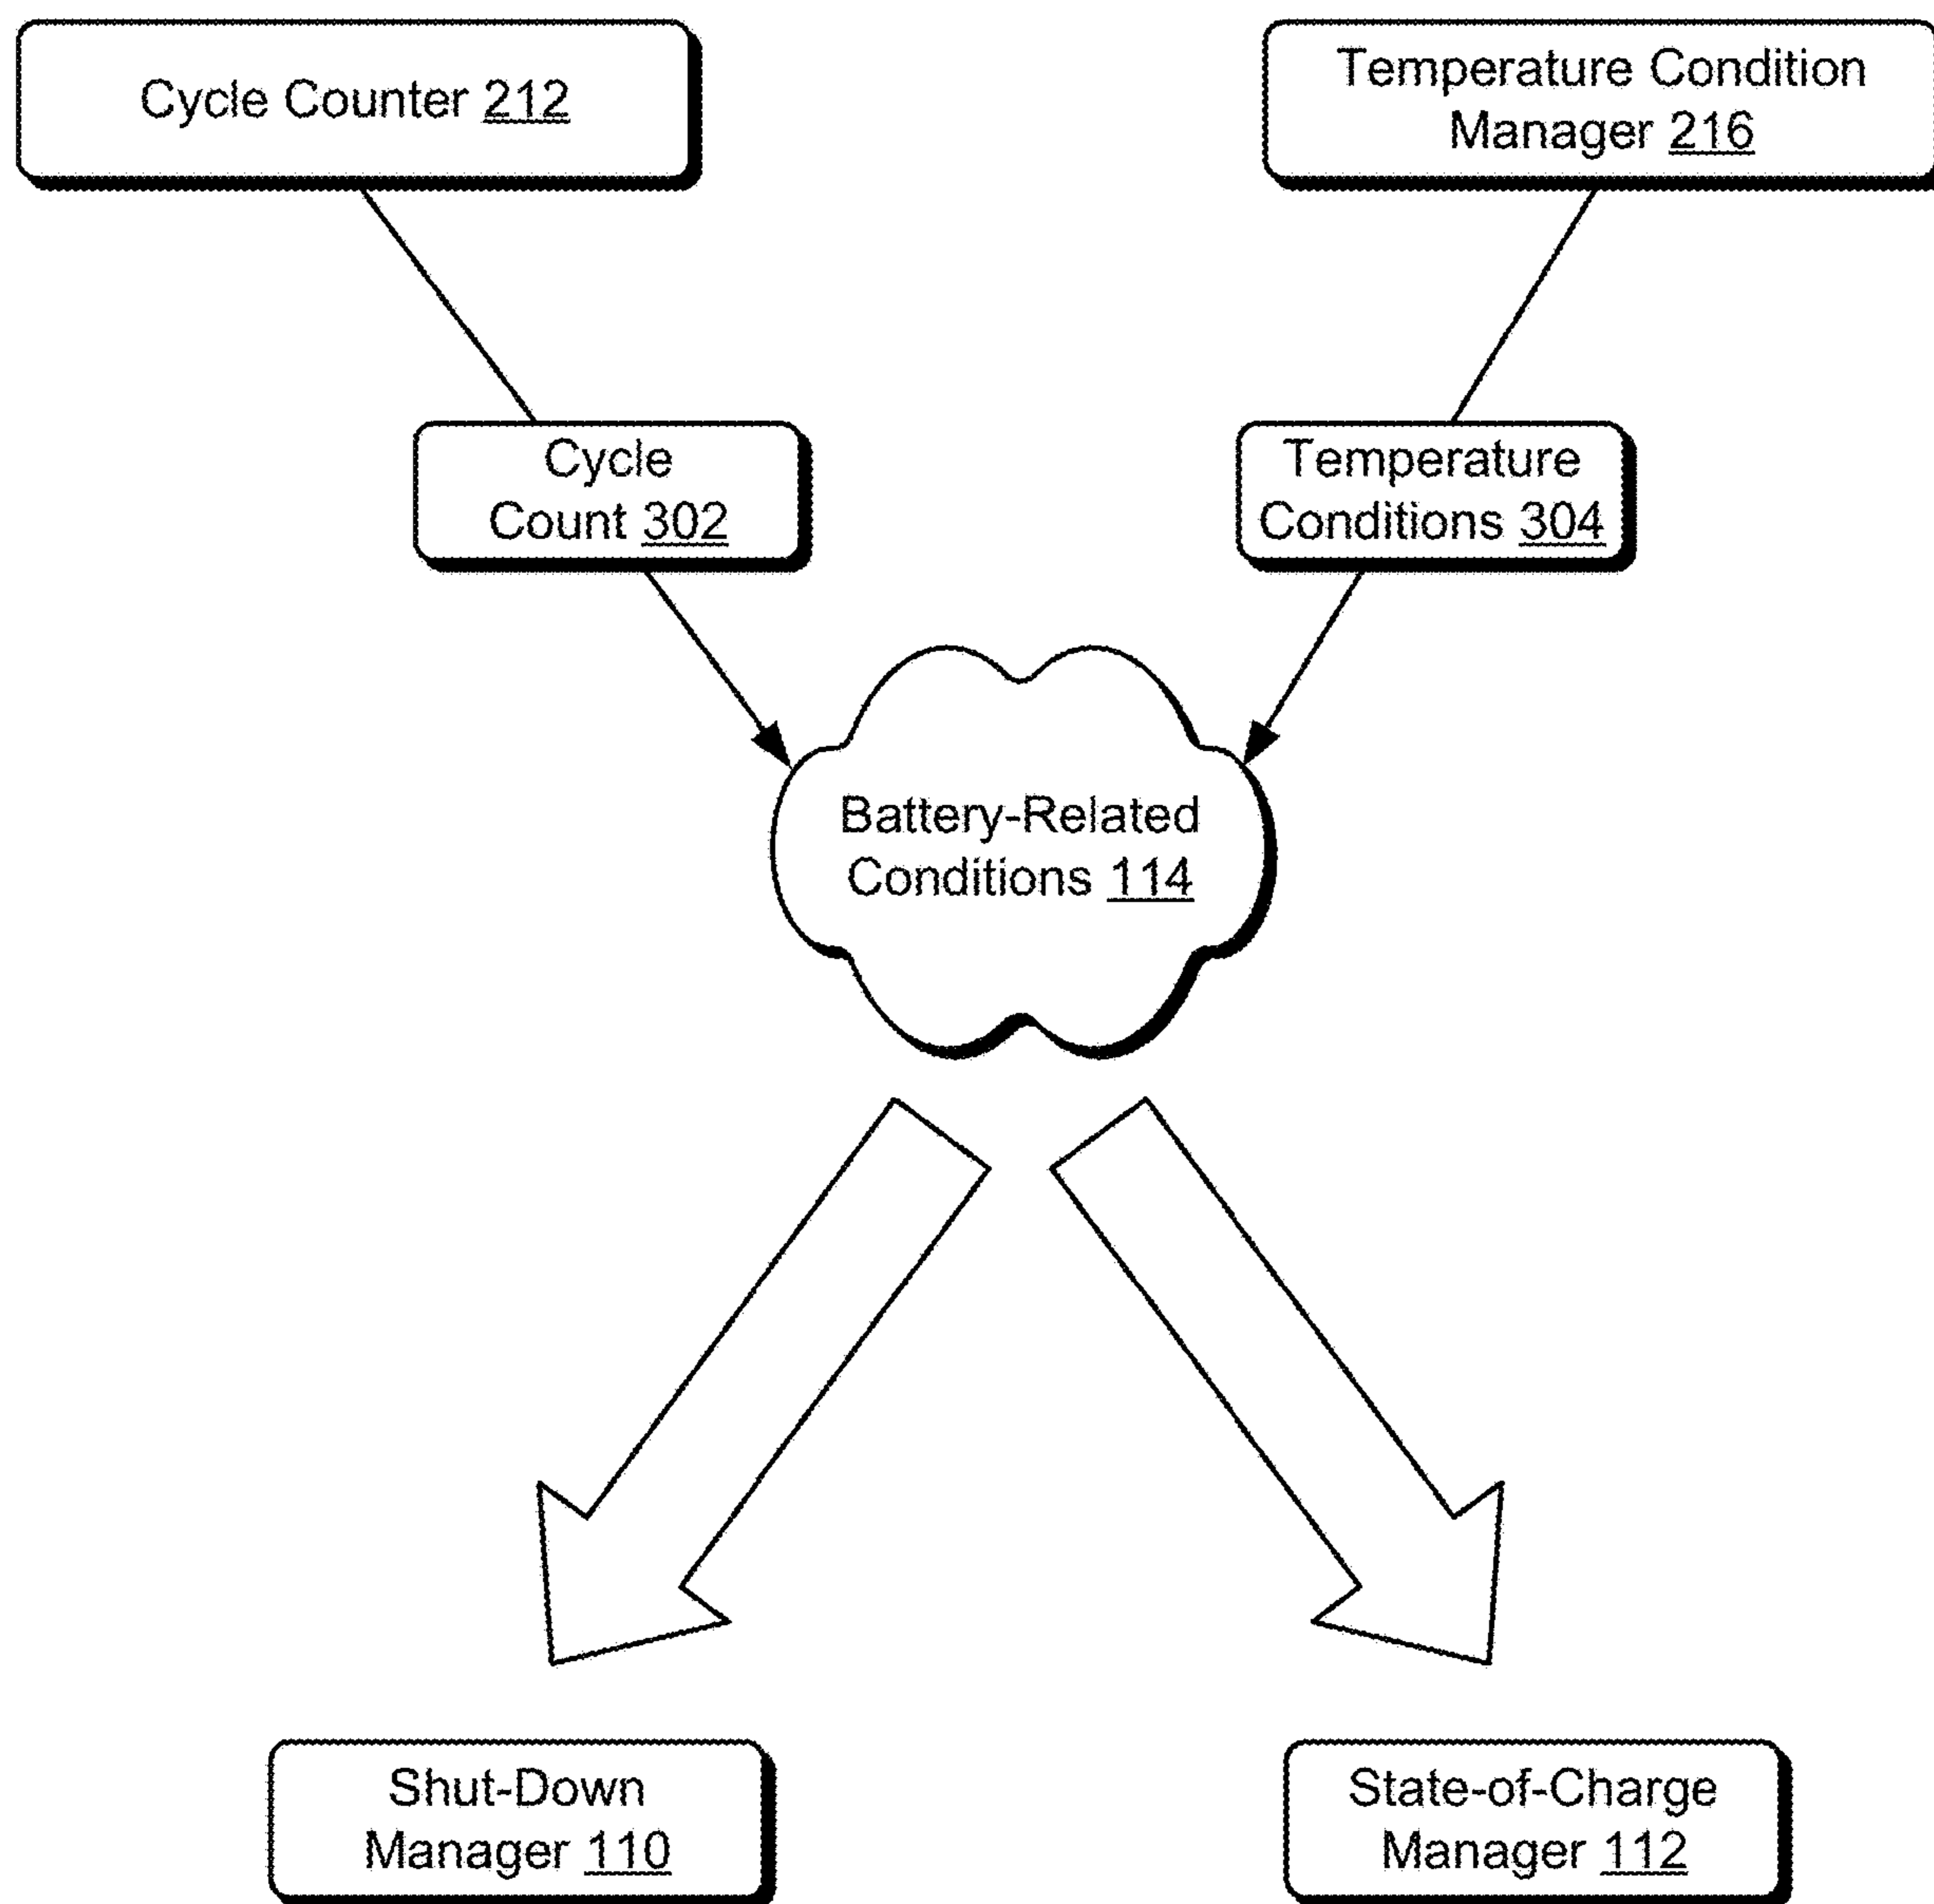 Cycle Counter 212
Temperature Condition
Manager 216
Cycle
Count 302
Temperature
Conditions 304
Battery-Related
Conditions 114
Shut-Down
Manager 110
State-of-Charge
Manager 112